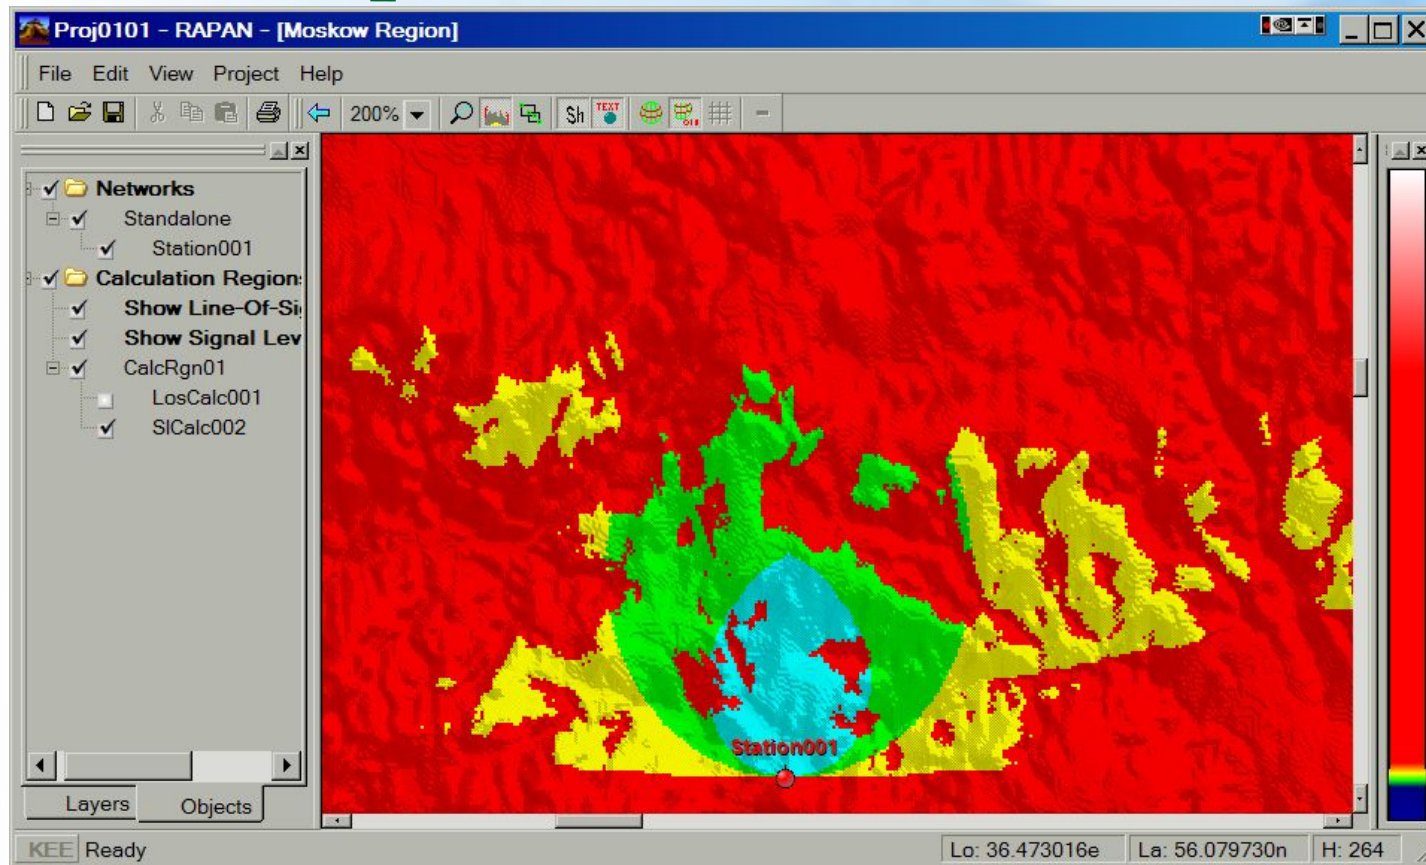 Proj0101 - RAPAN - [Moskow Region]
File Edit View Project Help
200% Sh TEXT
Networks
Standalone
Station001
Calculation Region
Show Line-Of-Si
Show Signal Lev
CalcRgn01
LosCalc001
SlCalc002
Station001
Layers Objects
KEE Ready Lo: 36.473016e La: 56.079730n H: 264